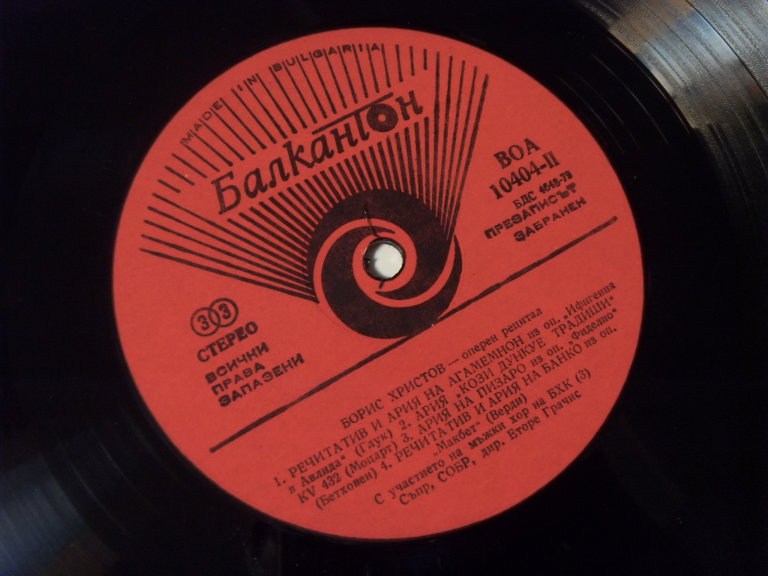 MADE IN BULGARIA
Балкантон
ВОА
10404-II
БДС 4645-79
ПРЕЗАПИСЪТ
ЗАБРАНЕН
33
СТЕРЕО
ВСИЧКИ
ПРАВА
ЗАПАЗЕНИ
БОРИС ХРИСТОВ — оперен рецитал
1. РЕЧИТАТИВ И АРИЯ НА АГАМЕМНОН из оп. „Ифигения
в Авлида" (Глук) 2. АРИЯ „КОЗИ ДУНКУЕ ТРАДИШИ"
KV 432 (Моцарт) 3. АРИЯ НА ПИЗАРО из оп. „Фиделио"
(Бетховен) 4. РЕЧИТАТИВ И АРИЯ НА БАНКО из оп.
„Макбет" (Верди)
С участието на мъжки хор на БХК (3)
Съпр. СОБР, дир. Еторе Грачис